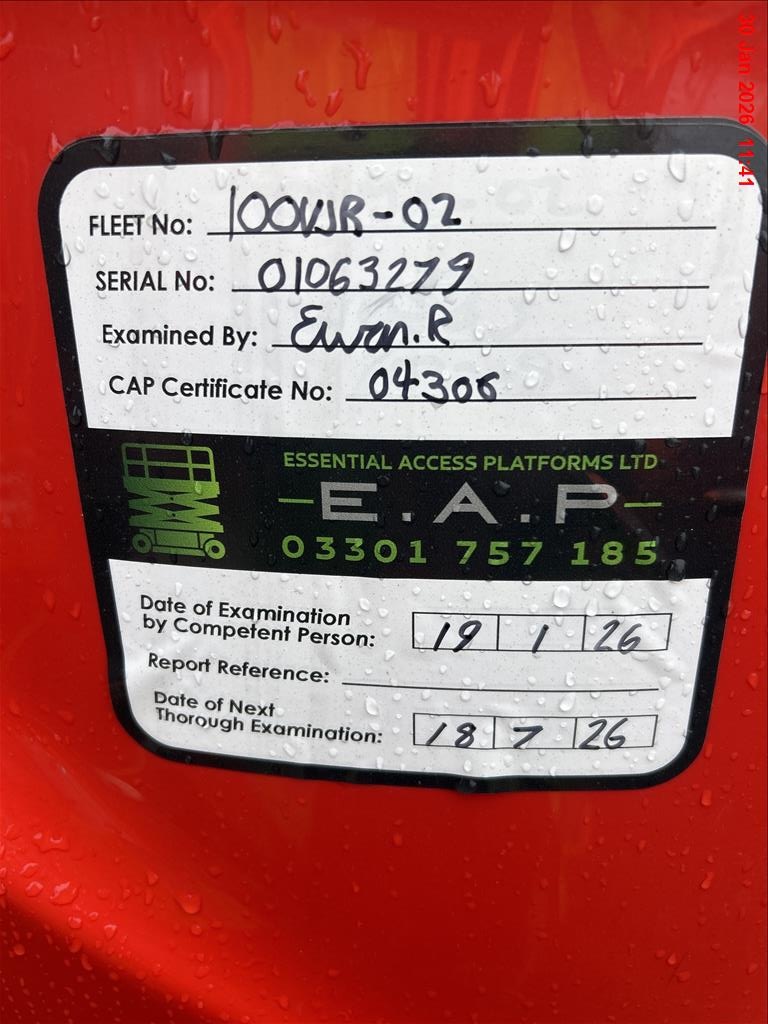 30 Jan 2026 11:41
FLEET No: 100VJR-02
SERIAL No: 01063279
Examined By: Ewan.R
CAP Certificate No: 04306
ESSENTIAL ACCESS PLATFORMS LTD
-E.A.P-
03301 757 185
Date of Examination
by Competent Person: 19 1 26
Report Reference:
Date of Next
Thorough Examination: 18 7 26